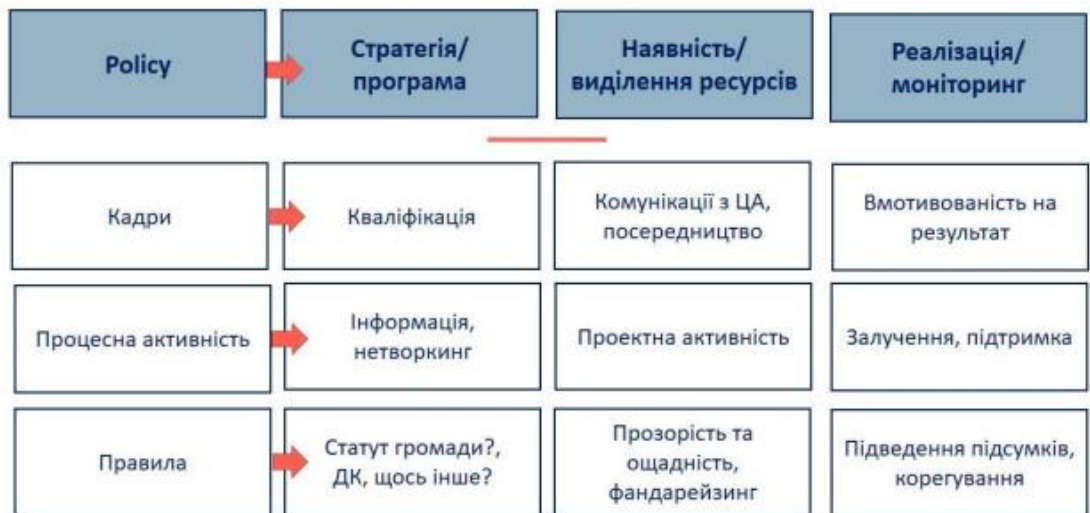 Policy
Стратегія/
програма
Наявність/
виділення ресурсів
Реалізація/
моніторинг
Кадри
Кваліфікація
Комунікації з ЦА,
посередництво
Вмотивованість на
результат
Процесна активність
Інформація,
нетворкинг
Проектна активність
Залучення, підтримка
Правила
Статут громади?,
ДК, щось інше?
Прозорість та
ощадність,
фандарейзинг
Підведення підсумків,
корегування